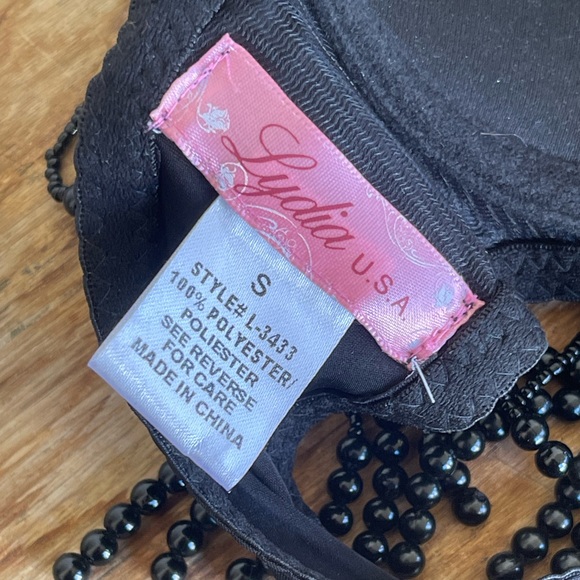 Lydia
U.S.A.
S
STYLE# L-3433
100% POLYESTER/
POLIESTER
SEE REVERSE
FOR CARE
MADE IN CHINA